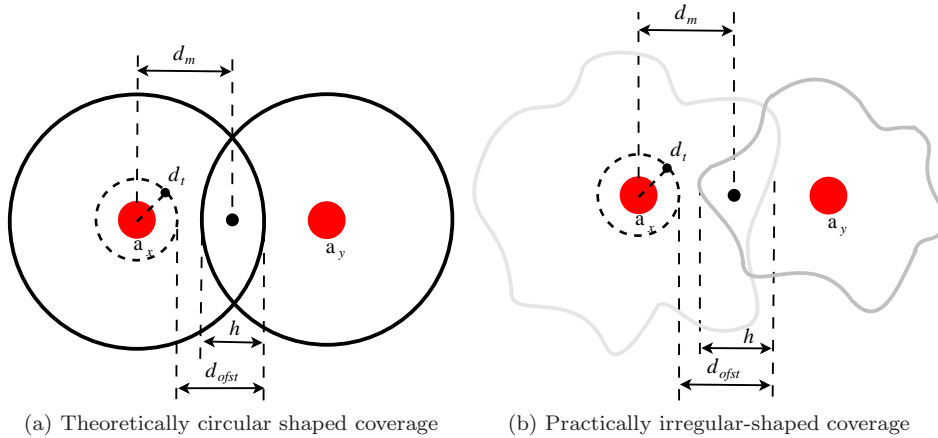 d_m
d_t
a_x
a_y
h
d_ofst
(a) Theoretically circular shaped coverage
d_m
d_t
a_x
a_y
h
d_ofst
(b) Practically irregular-shaped coverage